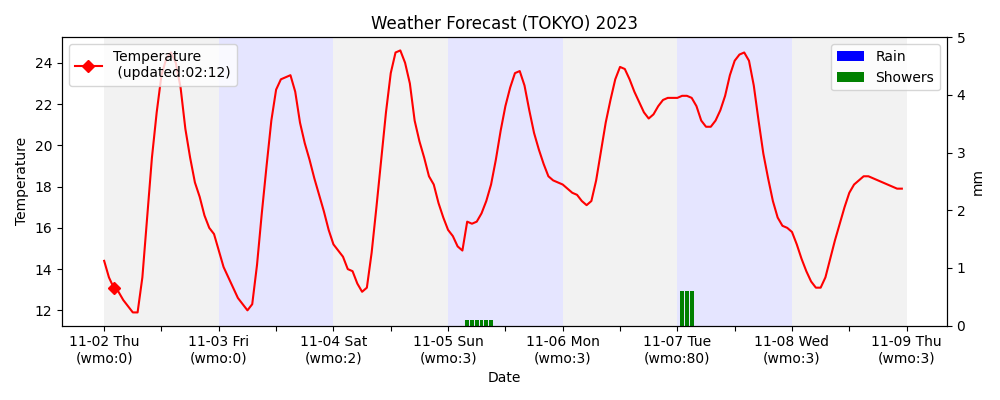 Weather Forecast (TOKYO) 2023
Temperature
(updated:02:12)
Rain
Showers
24
22
20
18
16
14
12
Temperature
5
4
3
2
1
0
mm
11-02 Thu
(wmo:0)
11-03 Fri
(wmo:0)
11-04 Sat
(wmo:2)
11-05 Sun
(wmo:3)
11-06 Mon
(wmo:3)
11-07 Tue
(wmo:80)
11-08 Wed
(wmo:3)
11-09 Thu
(wmo:3)
Date